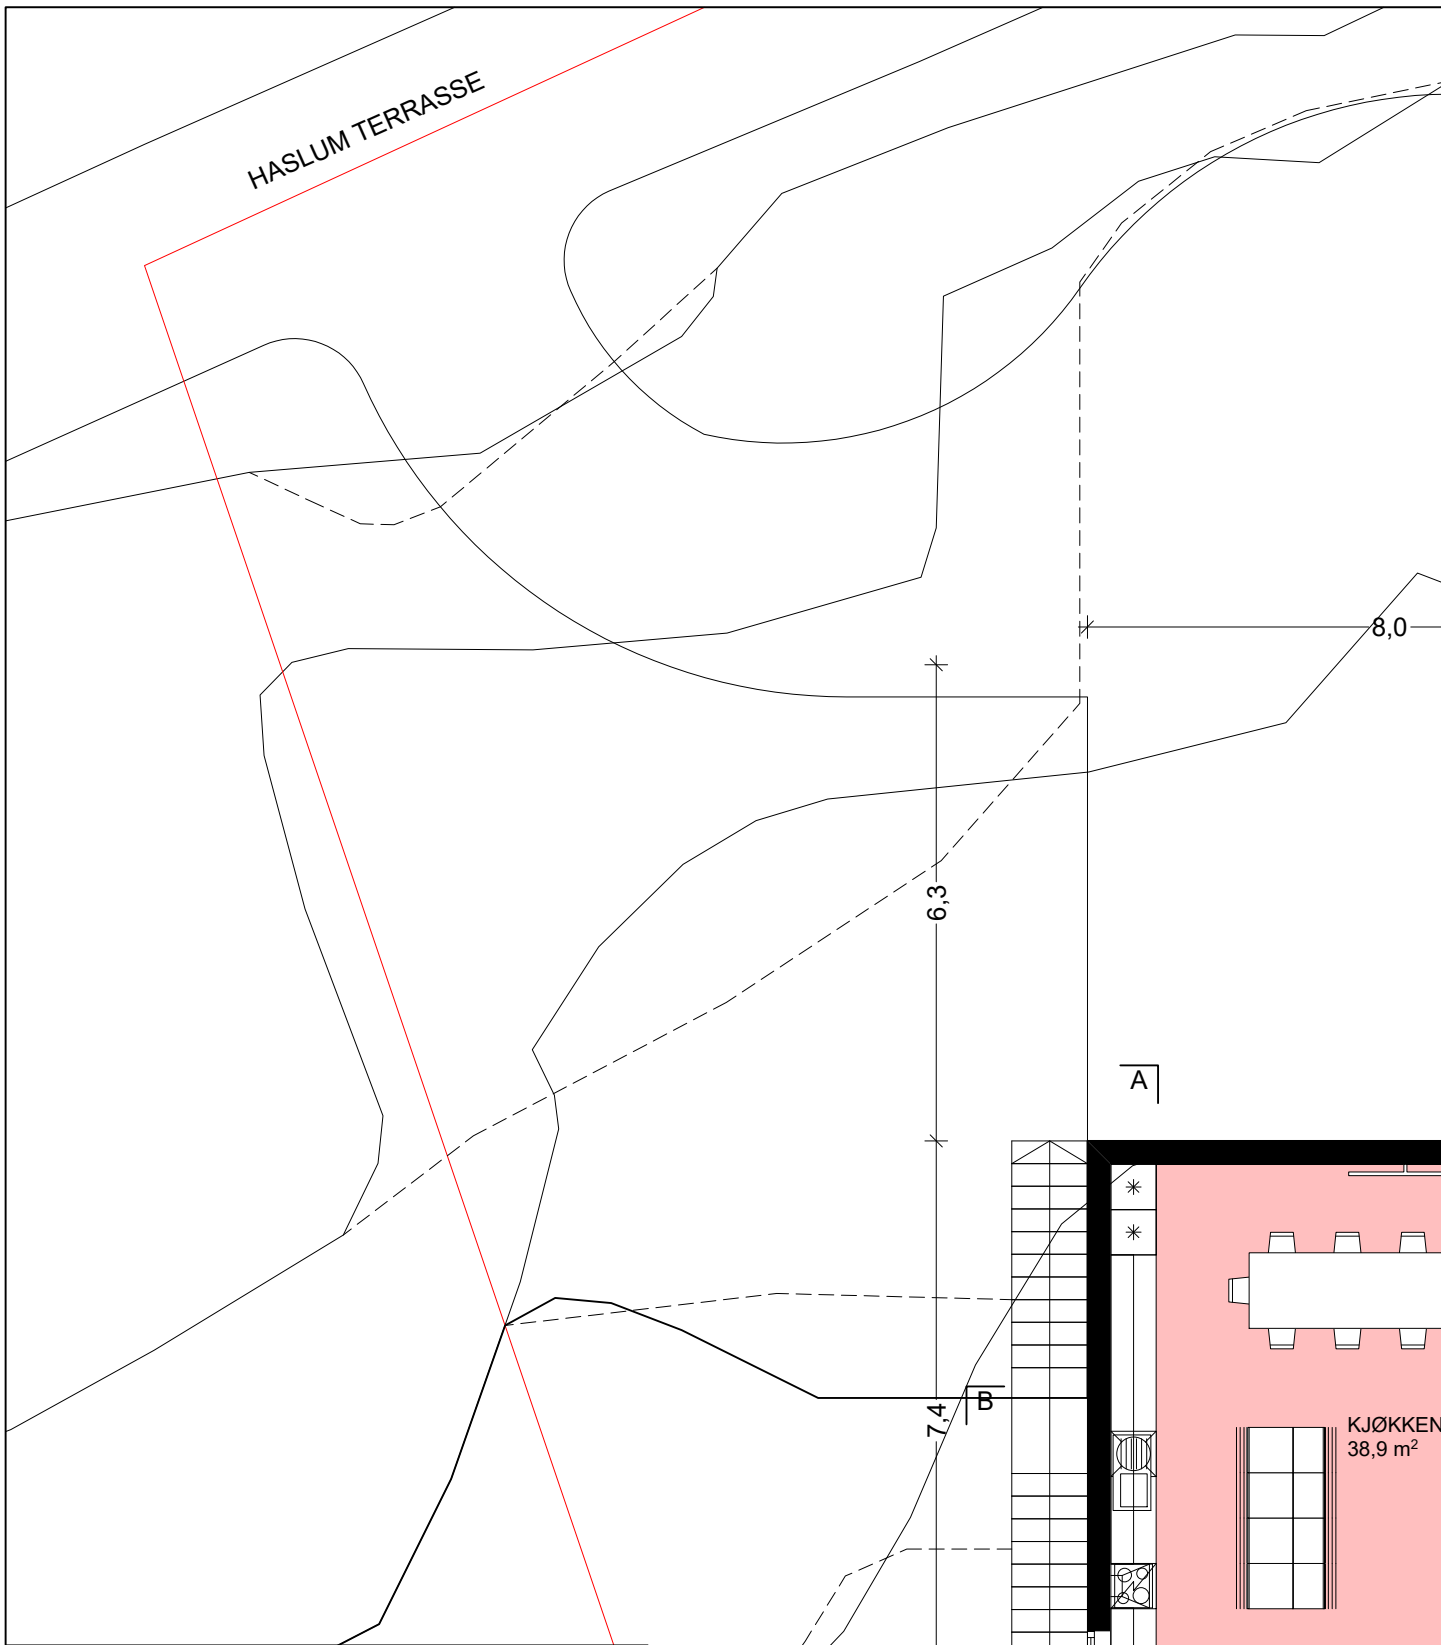 HASLUM TERRASSE
8,0
6,3
A
B
7,4
KJØKKEN
38,9 m²